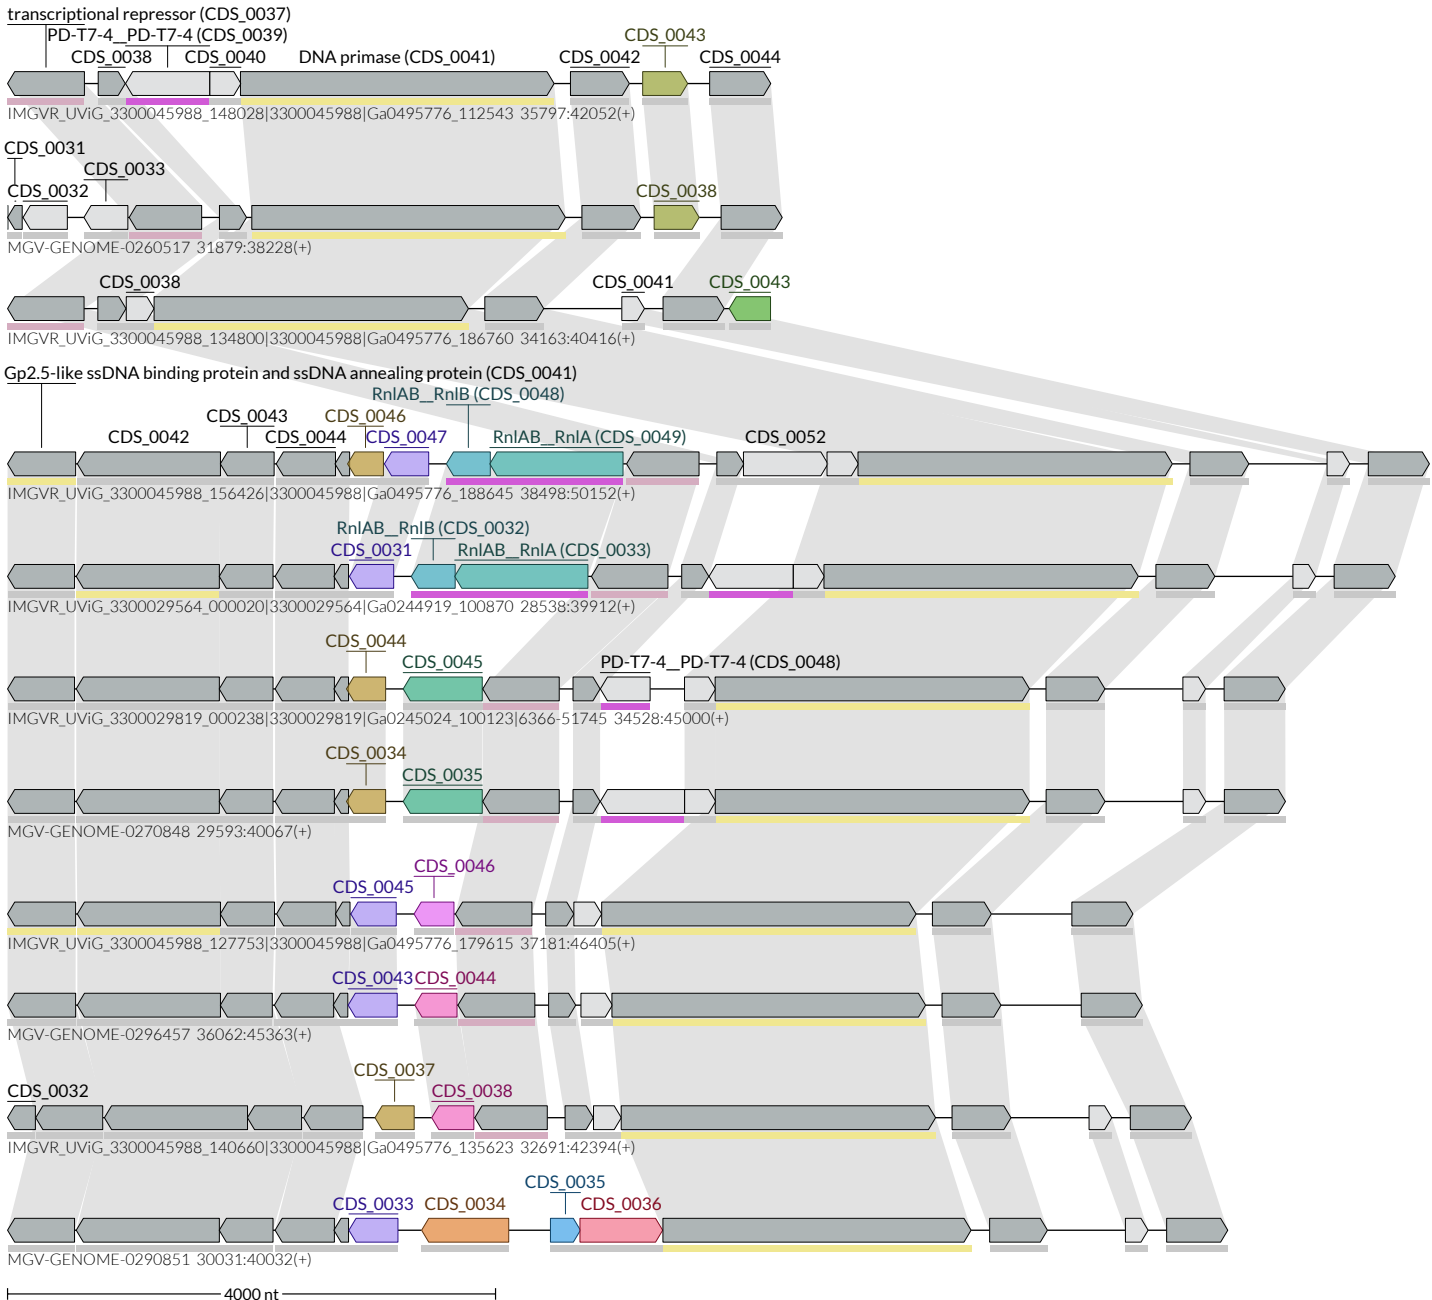 transcriptional repressor (CDS_0037)
PD-T7-4__PD-T7-4 (CDS_0039) CDS_0043
CDS_0038 CDS_0040 DNA primase (CDS_0041) CDS_0042 CDS_0044
IMGVR_UViG_3300045988_148028|3300045988|Ga0495776_112543 35797:42052(+)
CDS_0031
CDS_0033
CDS_0032 CDS_0038
MGV-GENOME-0260517 31879:38228(+)
CDS_0038 CDS_0041 CDS_0043
IMGVR_UViG_3300045988_134800|3300045988|Ga0495776_186760 34163:40416(+)
Gp2.5-like ssDNA binding protein and ssDNA annealing protein (CDS_0041)
RnlAB__RnlB (CDS_0048)
CDS_0043 CDS_0046
CDS_0042 CDS_0044 CDS_0047 RnlAB__RnlA (CDS_0049) CDS_0052
IMGVR_UViG_3300045988_156426|3300045988|Ga0495776_188645 38498:50152(+)
RnlAB__RnlB (CDS_0032)
CDS_0031 RnlAB__RnlA (CDS_0033)
IMGVR_UViG_3300029564_000020|3300029564|Ga0244919_100870 28538:39912(+)
CDS_0044
CDS_0045 PD-T7-4__PD-T7-4 (CDS_0048)
IMGVR_UViG_3300029819_000238|3300029819|Ga0245024_100123|6366-51745 34528:45000(+)
CDS_0034
CDS_0035
MGV-GENOME-0270848 29593:40067(+)
CDS_0046
CDS_0045
IMGVR_UViG_3300045988_127753|3300045988|Ga0495776_179615 37181:46405(+)
CDS_0043 CDS_0044
MGV-GENOME-0296457 36062:45363(+)
CDS_0037
CDS_0032 CDS_0038
IMGVR_UViG_3300045988_140660|3300045988|Ga0495776_135623 32691:42394(+)
CDS_0035
CDS_0033 CDS_0034 CDS_0036
MGV-GENOME-0290851 30031:40032(+)
4000 nt